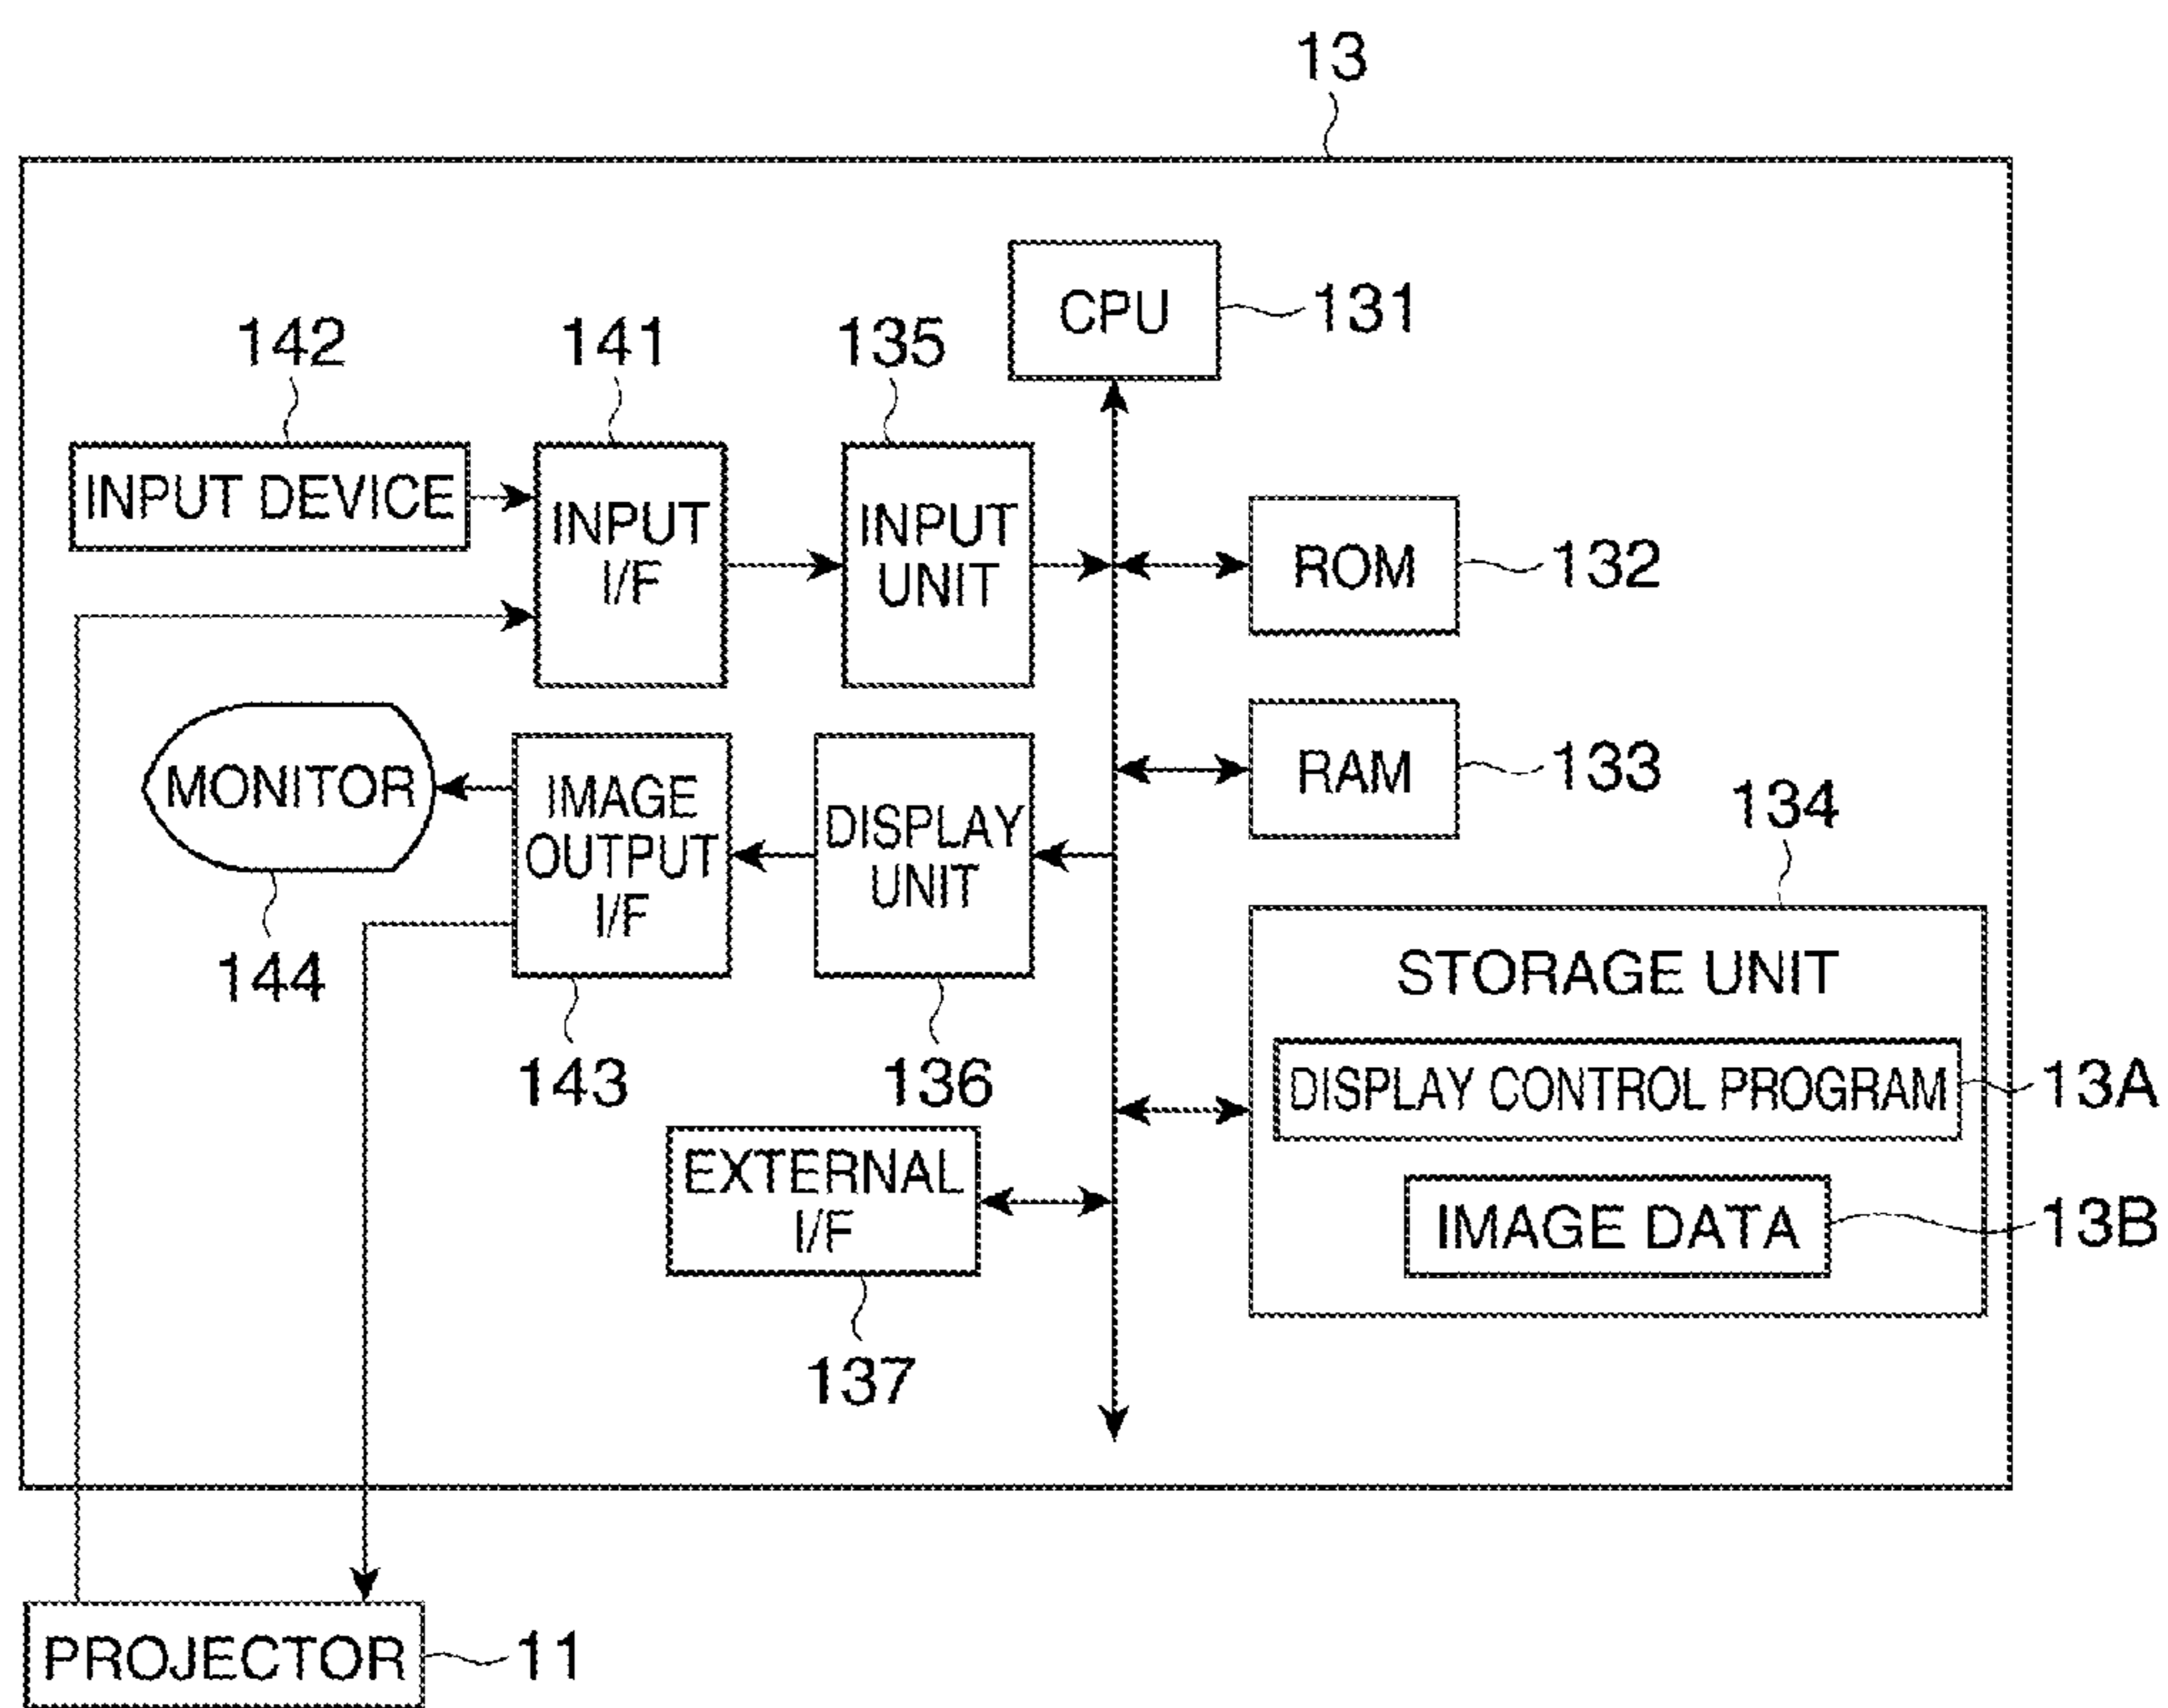 13
CPU
131
142
141
135
INPUT DEVICE
INPUT
I/F
INPUT
UNIT
ROM
132
MONITOR
144
IMAGE
OUTPUT
I/F
143
DISPLAY
UNIT
136
RAM
133
134
STORAGE UNIT
DISPLAY CONTROL PROGRAM
13A
IMAGE DATA
13B
EXTERNAL
I/F
137
PROJECTOR
11